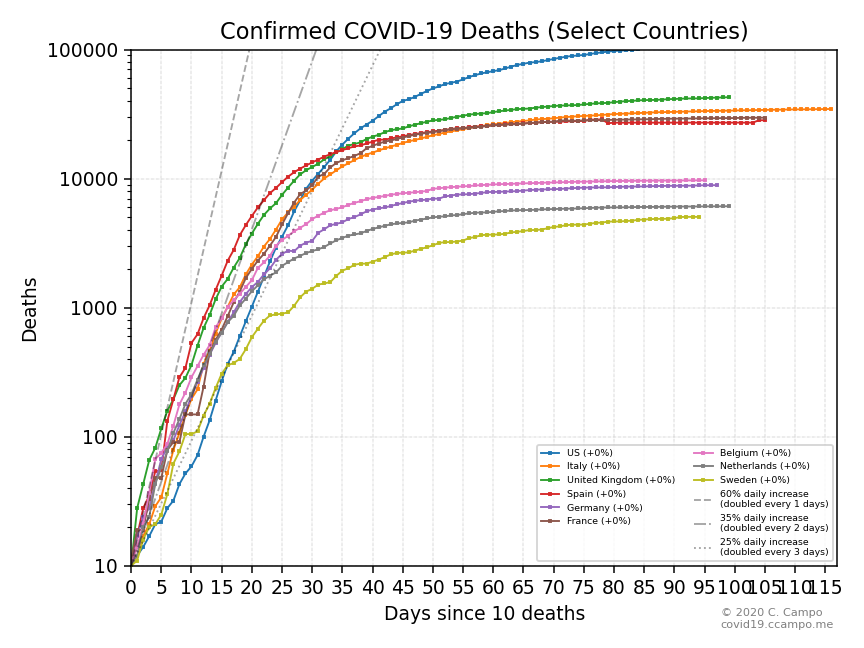 Confirmed COVID-19 Deaths (Select Countries)
100000
10000
1000
100
10
Deaths
0 5 10 15 20 25 30 35 40 45 50 55 60 65 70 75 80 85 90 95 100 105 110 115
Days since 10 deaths
US (+0%)
Italy (+0%)
United Kingdom (+0%)
Spain (+0%)
Germany (+0%)
France (+0%)
Belgium (+0%)
Netherlands (+0%)
Sweden (+0%)
60% daily increase
(doubled every 1 days)
35% daily increase
(doubled every 2 days)
25% daily increase
(doubled every 3 days)
© 2020 C. Campo
covid19.ccampo.me